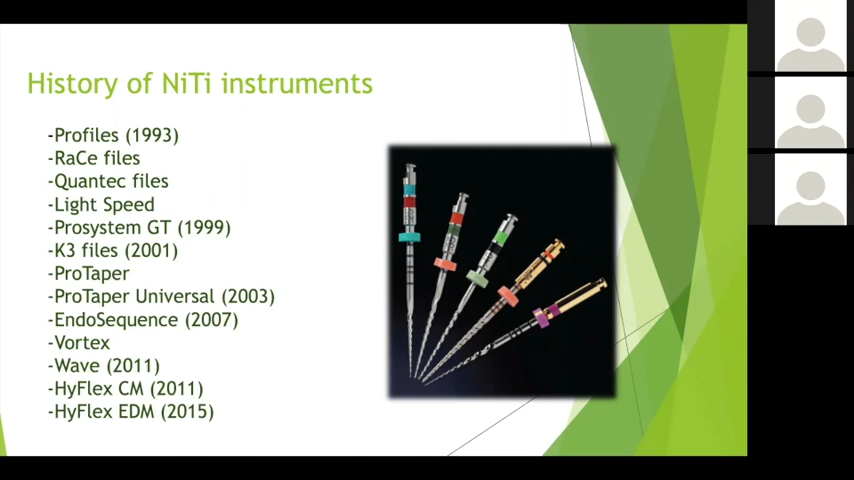 History of NiTi instruments
-Profiles (1993)
-RaCe files
-Quantec files
-Light Speed
-Prosystem GT (1999)
-K3 files (2001)
-ProTaper
-ProTaper Universal (2003)
-EndoSequence (2007)
-Vortex
-Wave (2011)
-HyFlex CM (2011)
-HyFlex EDM (2015)